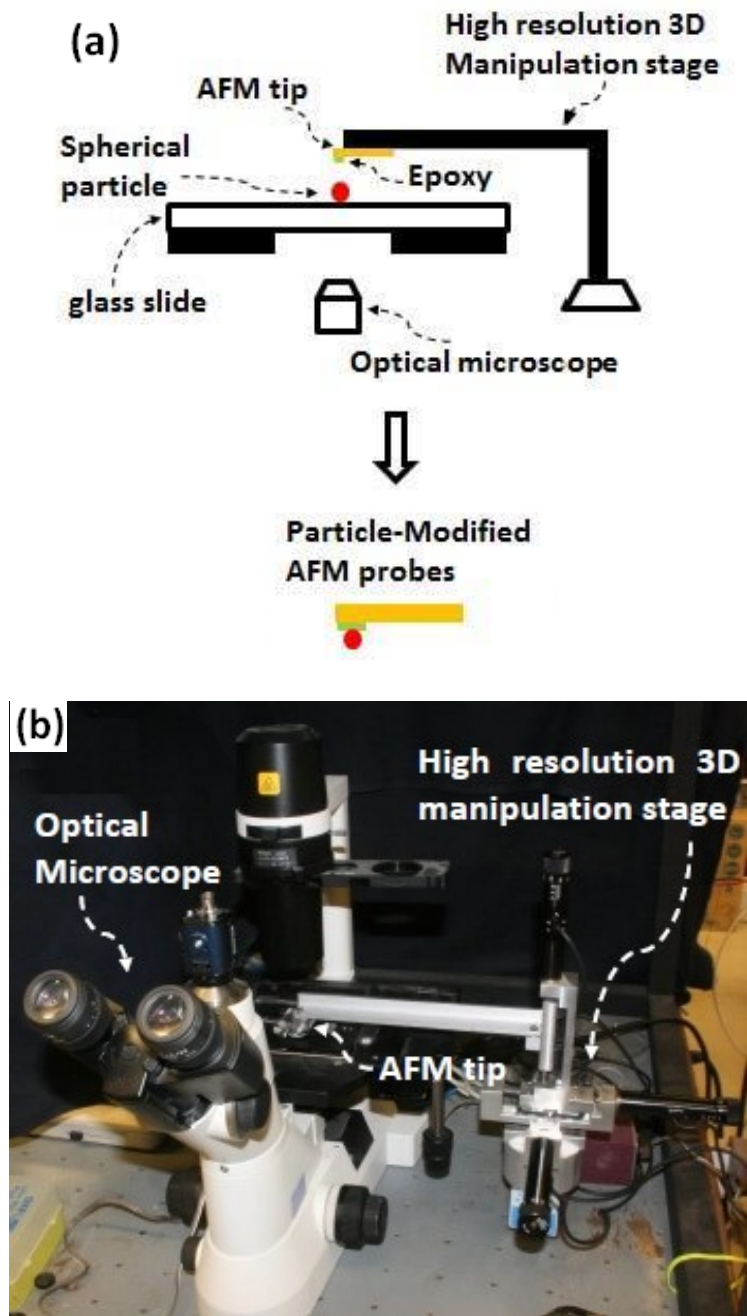 (a)
High resolution 3D
Manipulation stage
AFM tip
Spherical
particle
Epoxy
glass slide
Optical microscope
Particle-Modified
AFM probes
(b)
High resolution 3D
manipulation stage
Optical
Microscope
AFM tip